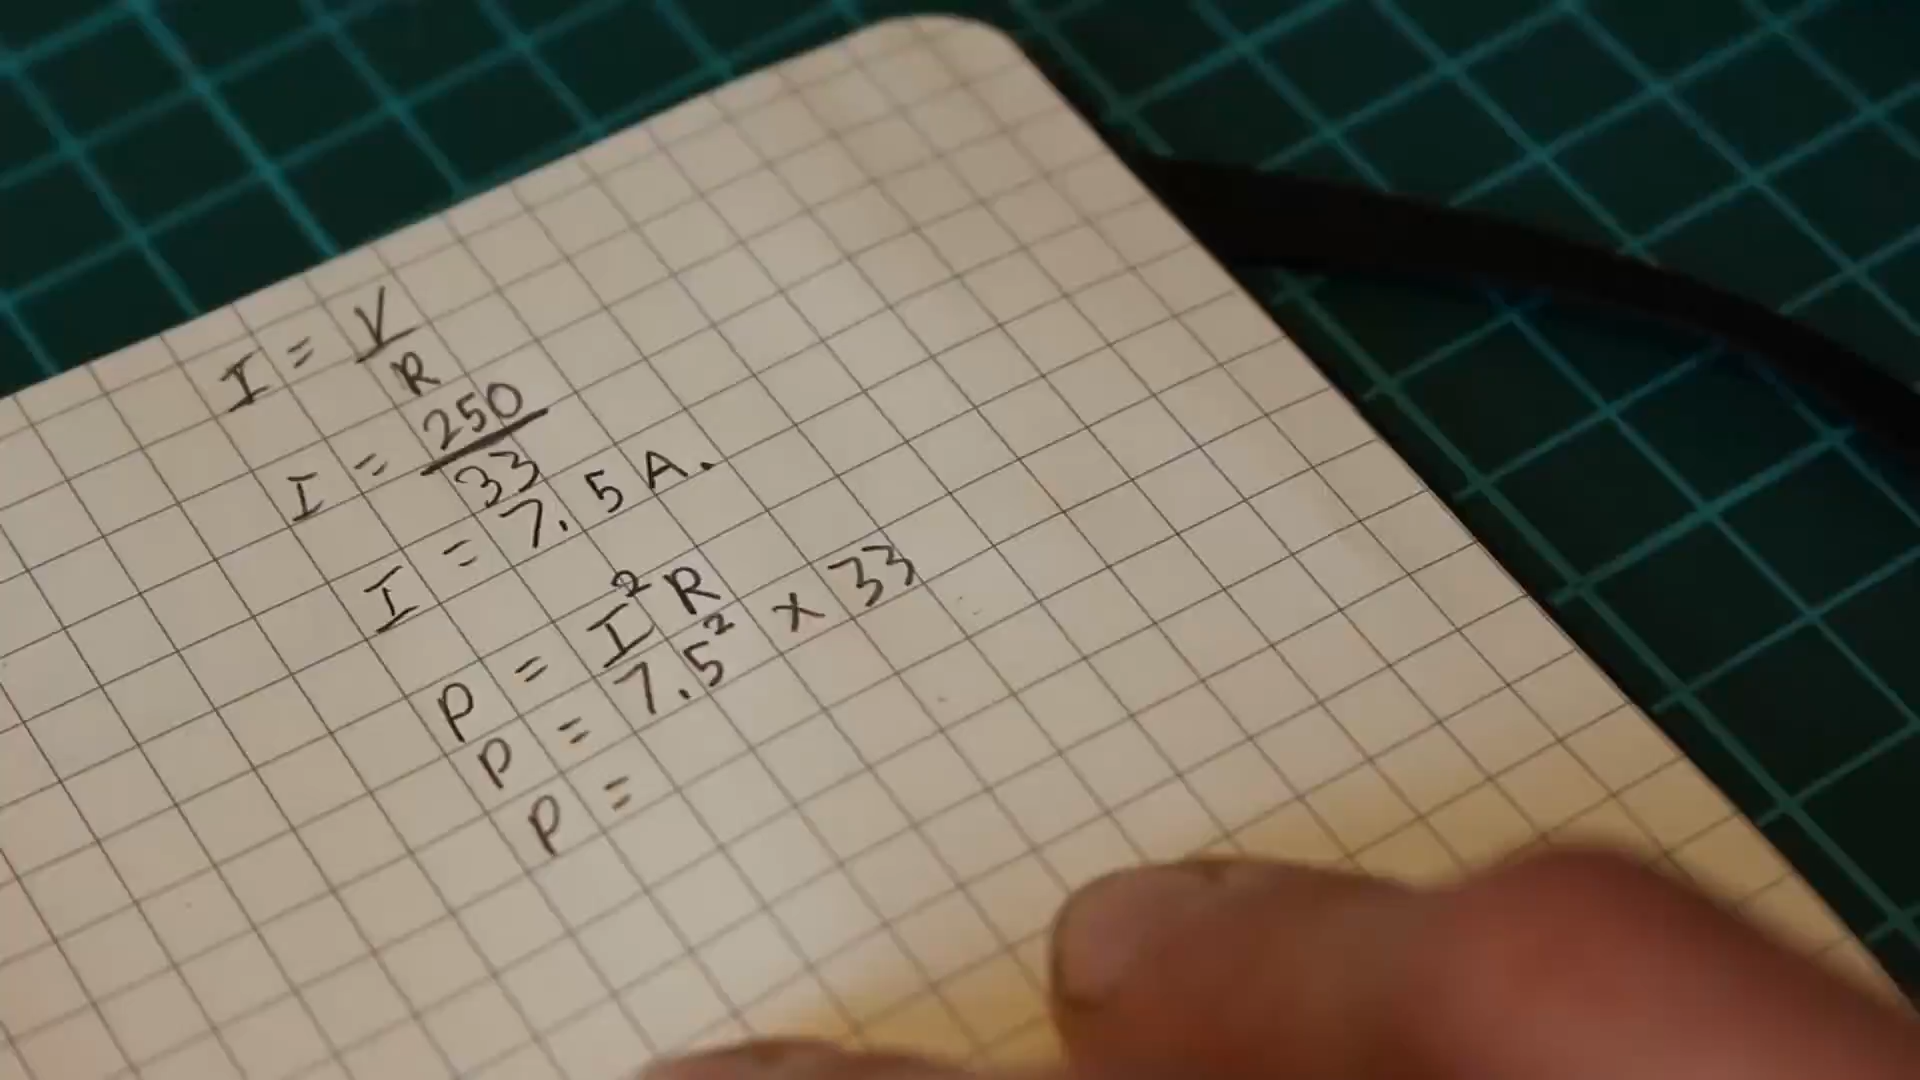 I = V/R
I = 250/33
I = 7.5 A.
P = I² R
P = 7.5² x 33
P =